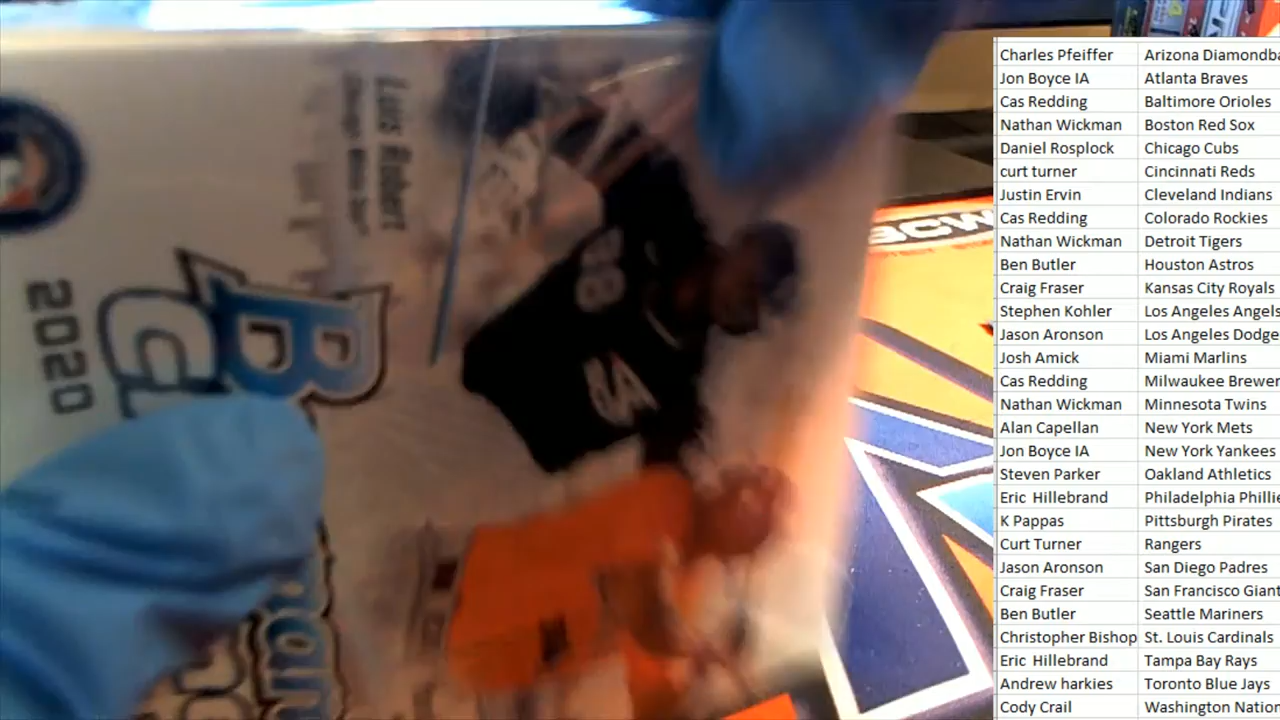 Luis Robert
2020
88
BCW
Charles Pfeiffer Arizona Diamondba
Jon Boyce IA Atlanta Braves
Cas Redding Baltimore Orioles
Nathan Wickman Boston Red Sox
Daniel Rosplock Chicago Cubs
curt turner Cincinnati Reds
Justin Ervin Cleveland Indians
Cas Redding Colorado Rockies
Nathan Wickman Detroit Tigers
Ben Butler Houston Astros
Craig Fraser Kansas City Royals
Stephen Kohler Los Angeles Angels
Jason Aronson Los Angeles Dodge
Josh Amick Miami Marlins
Cas Redding Milwaukee Brewer
Nathan Wickman Minnesota Twins
Alan Capellan New York Mets
Jon Boyce IA New York Yankees
Steven Parker Oakland Athletics
Eric Hillebrand Philadelphia Phillie
K Pappas Pittsburgh Pirates
Curt Turner Rangers
Jason Aronson San Diego Padres
Craig Fraser San Francisco Giant
Ben Butler Seattle Mariners
Christopher Bishop St. Louis Cardinals
Eric Hillebrand Tampa Bay Rays
Andrew harkies Toronto Blue Jays
Cody Crail Washington Nation